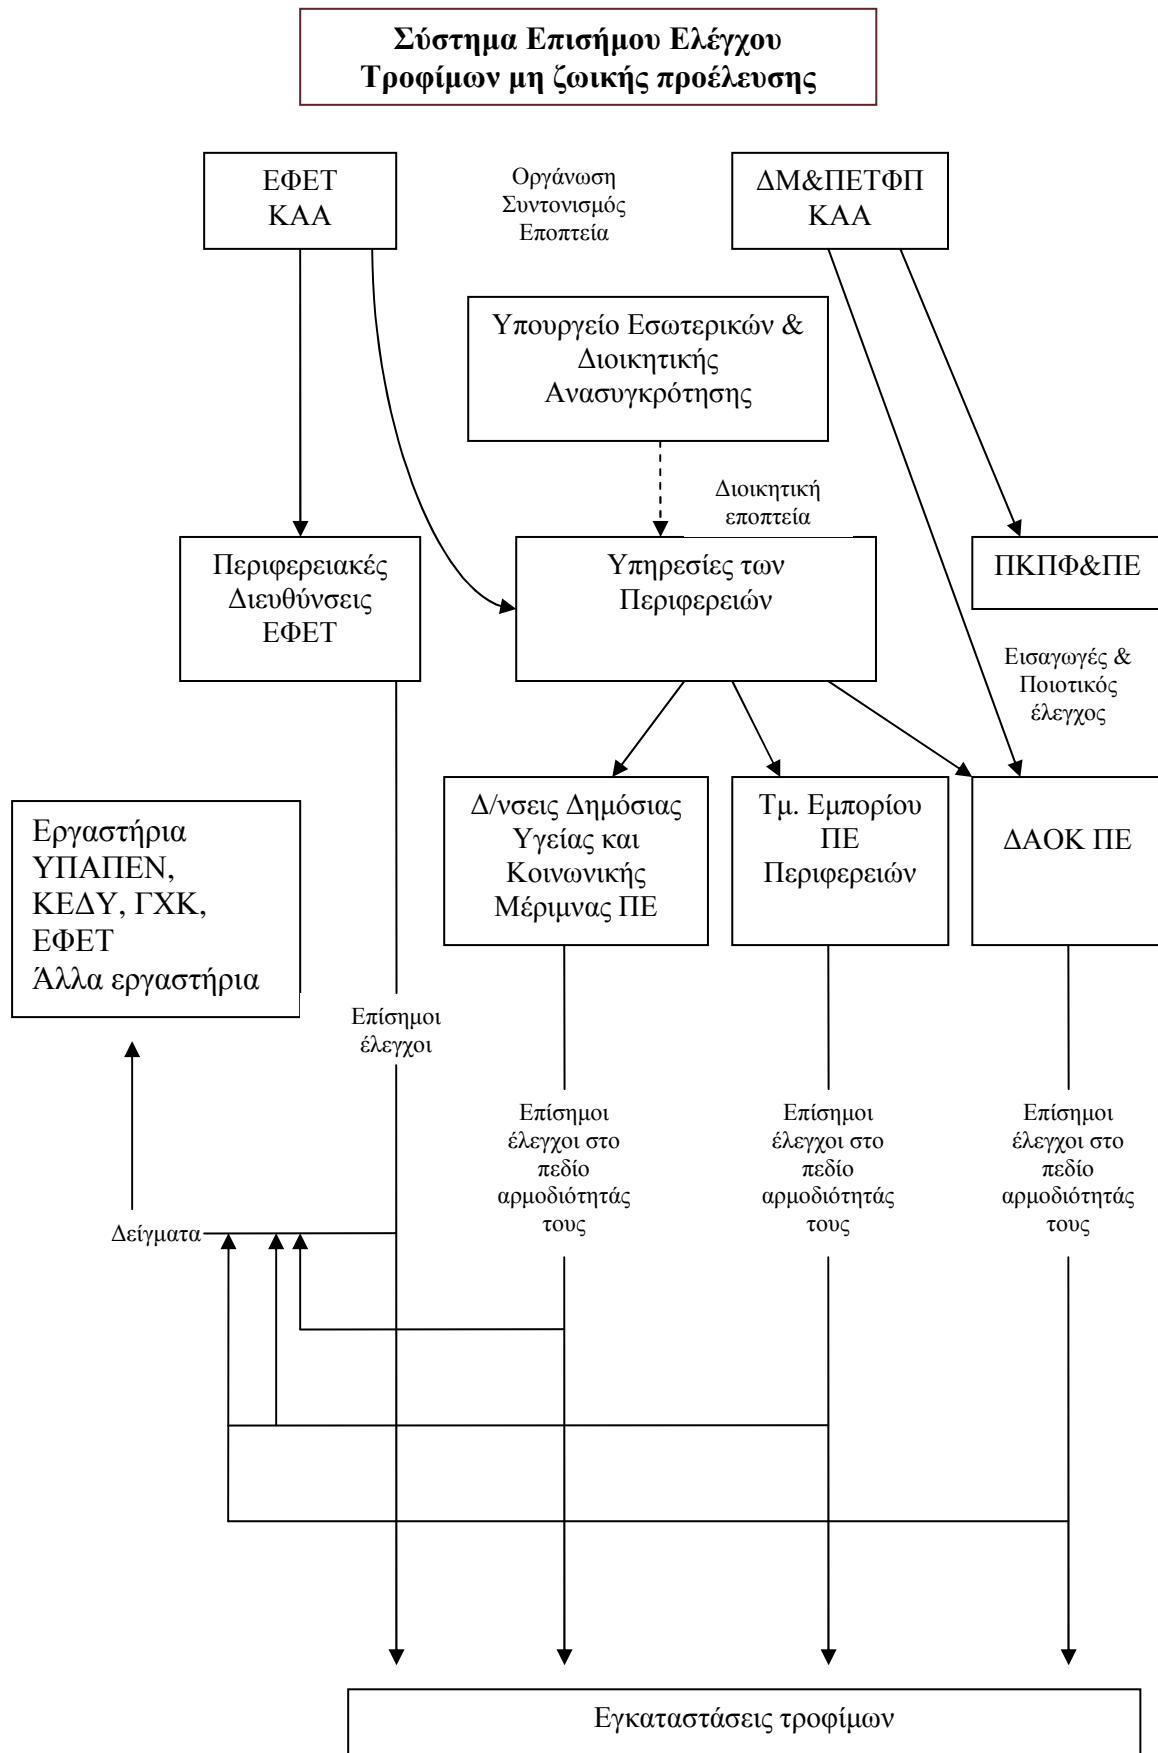 Σύστημα Επισήμου Ελέγχου
Τροφίμων μη ζωικής προέλευσης
ΕΦΕΤ
ΚΑΑ
Οργάνωση
Συντονισμός
Εποπτεία
ΔΜ&ΠΕΤΦΠ
ΚΑΑ
Υπουργείο Εσωτερικών &
Διοικητικής
Ανασυγκρότησης
Διοικητική
εποπτεία
Περιφερειακές
Διευθύνσεις
ΕΦΕΤ
Υπηρεσίες των
Περιφερειών
ΠΚΠΦ&ΠΕ
Εισαγωγές &
Ποιοτικός
έλεγχος
Δ/νσεις Δημόσιας
Υγείας και
Κοινωνικής
Μέριμνας ΠΕ
Τμ. Εμπορίου
ΠΕ
Περιφερειών
ΔΑΟΚ ΠΕ
Εργαστήρια
ΥΠΑΠΕΝ,
ΚΕΔΥ, ΓΧΚ,
ΕΦΕΤ
Άλλα εργαστήρια
Επίσημοι
έλεγχοι
Επίσημοι
έλεγχοι στο
πεδίο
αρμοδιότητάς
τους
Επίσημοι
έλεγχοι στο
πεδίο
αρμοδιότητάς
τους
Επίσημοι
έλεγχοι στο
πεδίο
αρμοδιότητάς
τους
Δείγματα
Εγκαταστάσεις τροφίμων